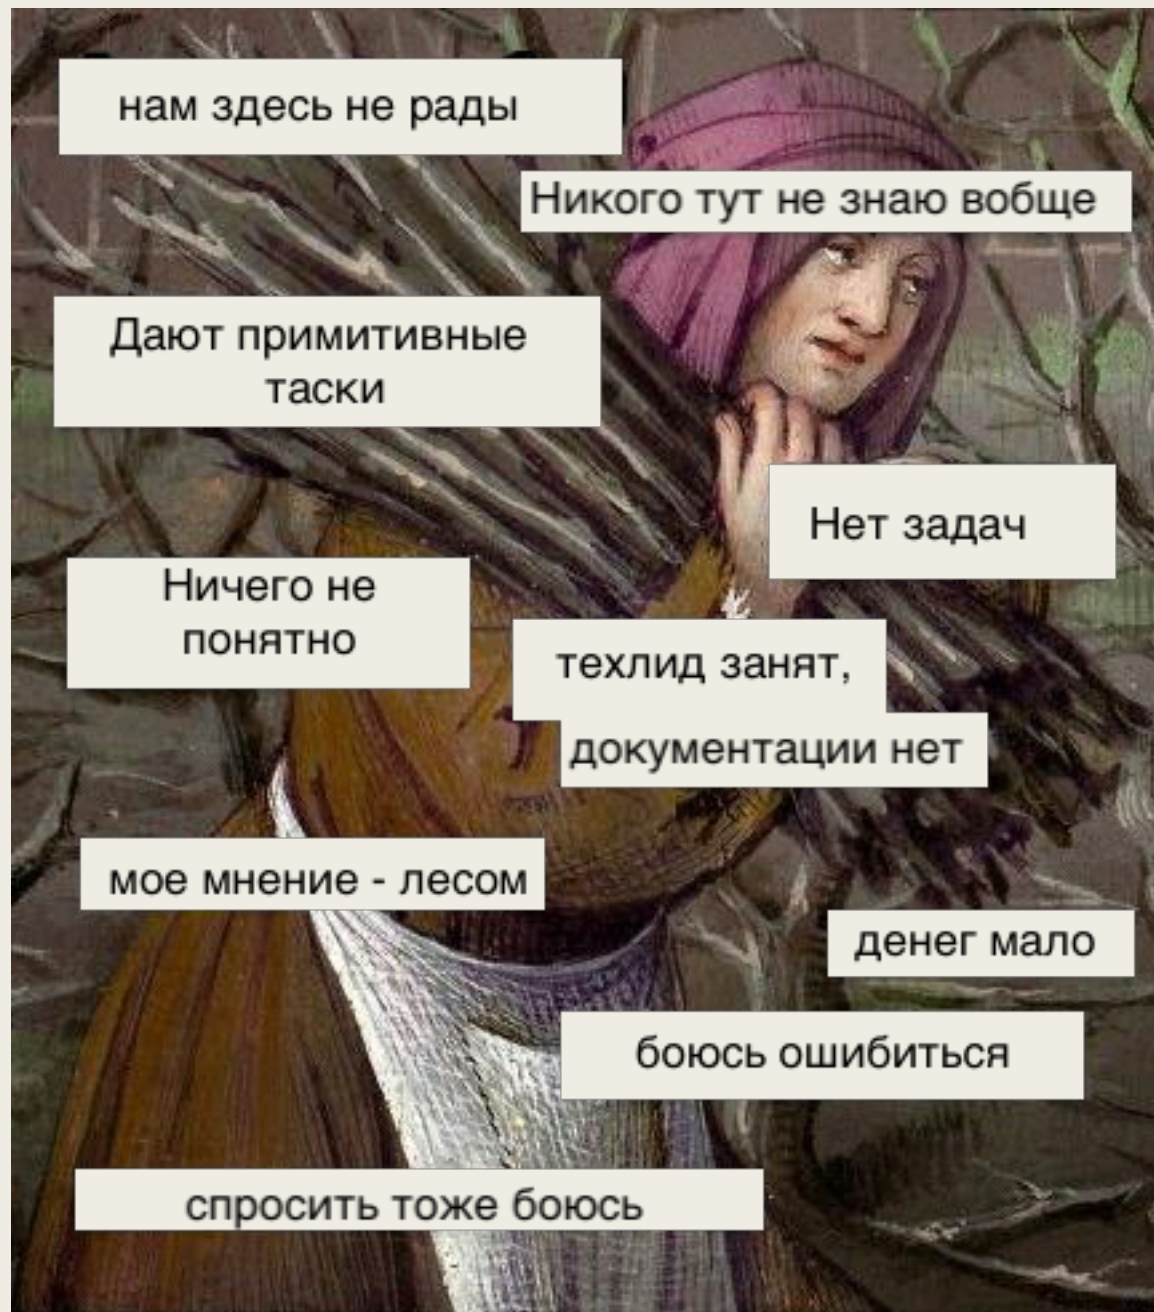 нам здесь не рады
Никого тут не знаю вобще
Дают примитивные
таски
Нет задач
Ничего не
понятно
техлид занят,
документации нет
мое мнение - лесом
денег мало
боюсь ошибиться
спросить тоже боюсь